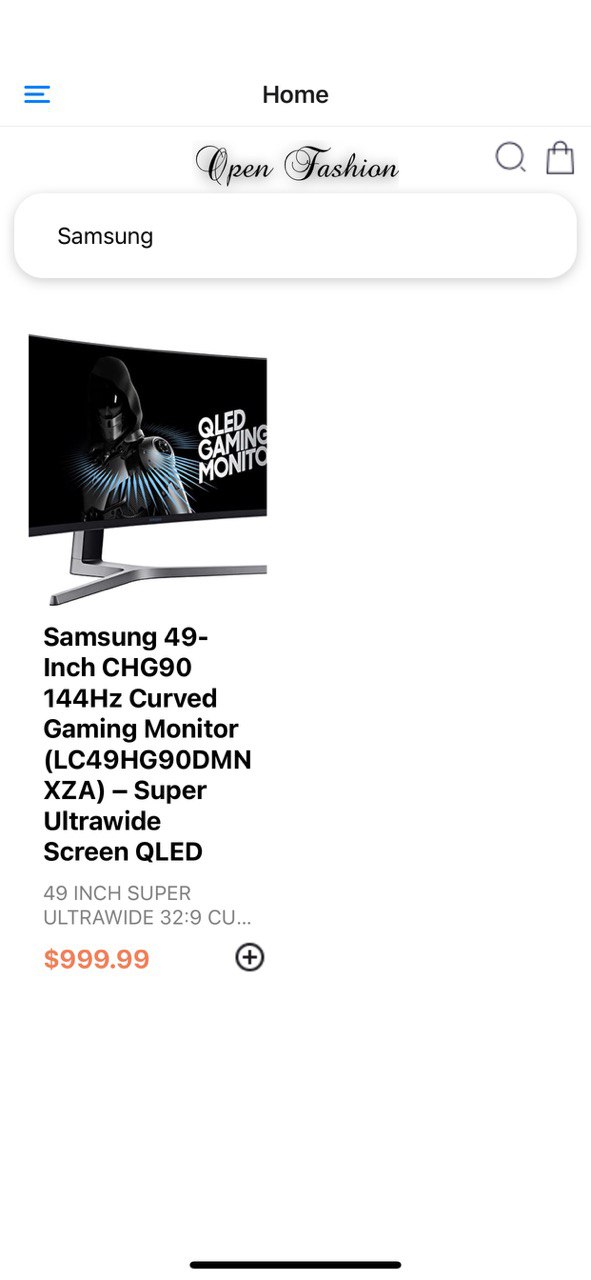 Home
Open Fashion
Samsung
QLED
GAMING
MONITO
Samsung 49-
Inch CHG90
144Hz Curved
Gaming Monitor
(LC49HG90DMN
XZA) – Super
Ultrawide
Screen QLED
49 INCH SUPER
ULTRAWIDE 32:9 CU...
$999.99